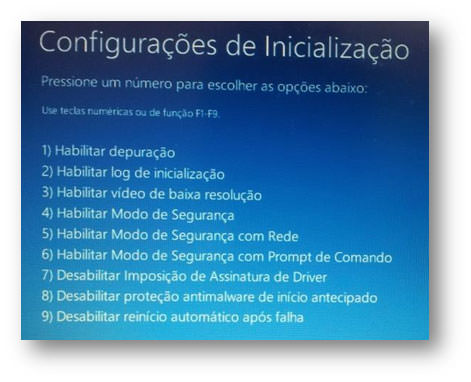 Configurações de Inicialização
Pressione um número para escolher as opções abaixo:
Use teclas numéricas ou de função F1-F9.
1) Habilitar depuração
2) Habilitar log de inicialização
3) Habilitar vídeo de baixa resolução
4) Habilitar Modo de Segurança
5) Habilitar Modo de Segurança com Rede
6) Habilitar Modo de Segurança com Prompt de Comando
7) Desabilitar Imposição de Assinatura de Driver
8) Desabilitar proteção antimalware de início antecipado
9) Desabilitar reinício automático após falha